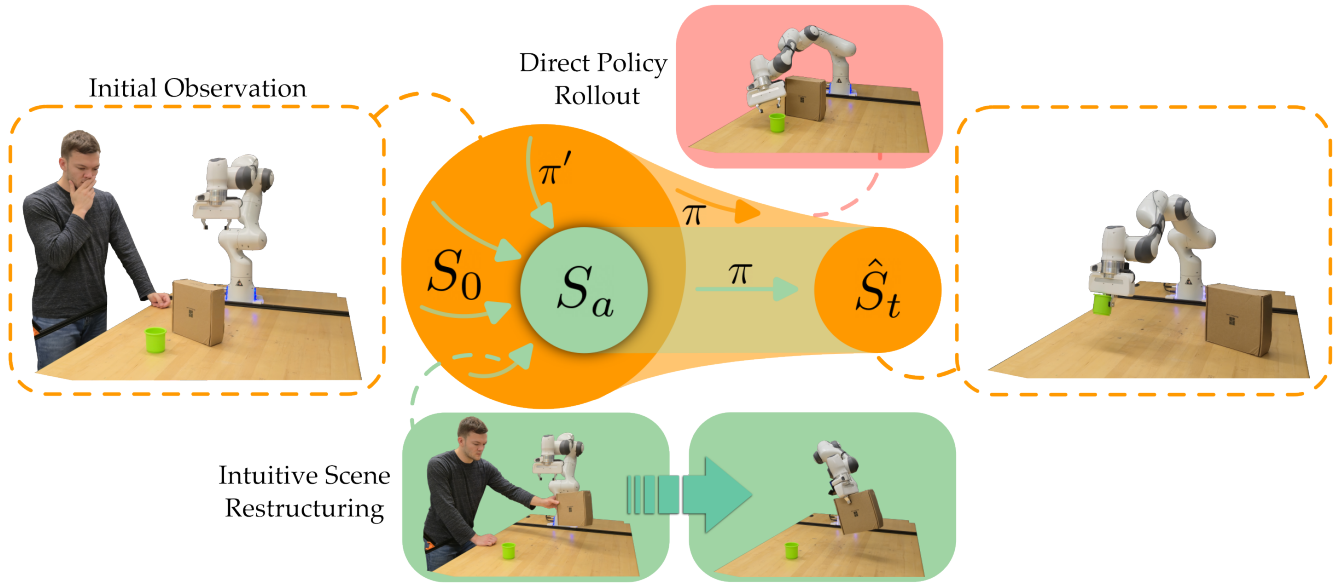 Initial Observation
Direct Policy
Rollout
π′
π
S₀
Sₐ
π
Ŝₜ
Intuitive Scene
Restructuring